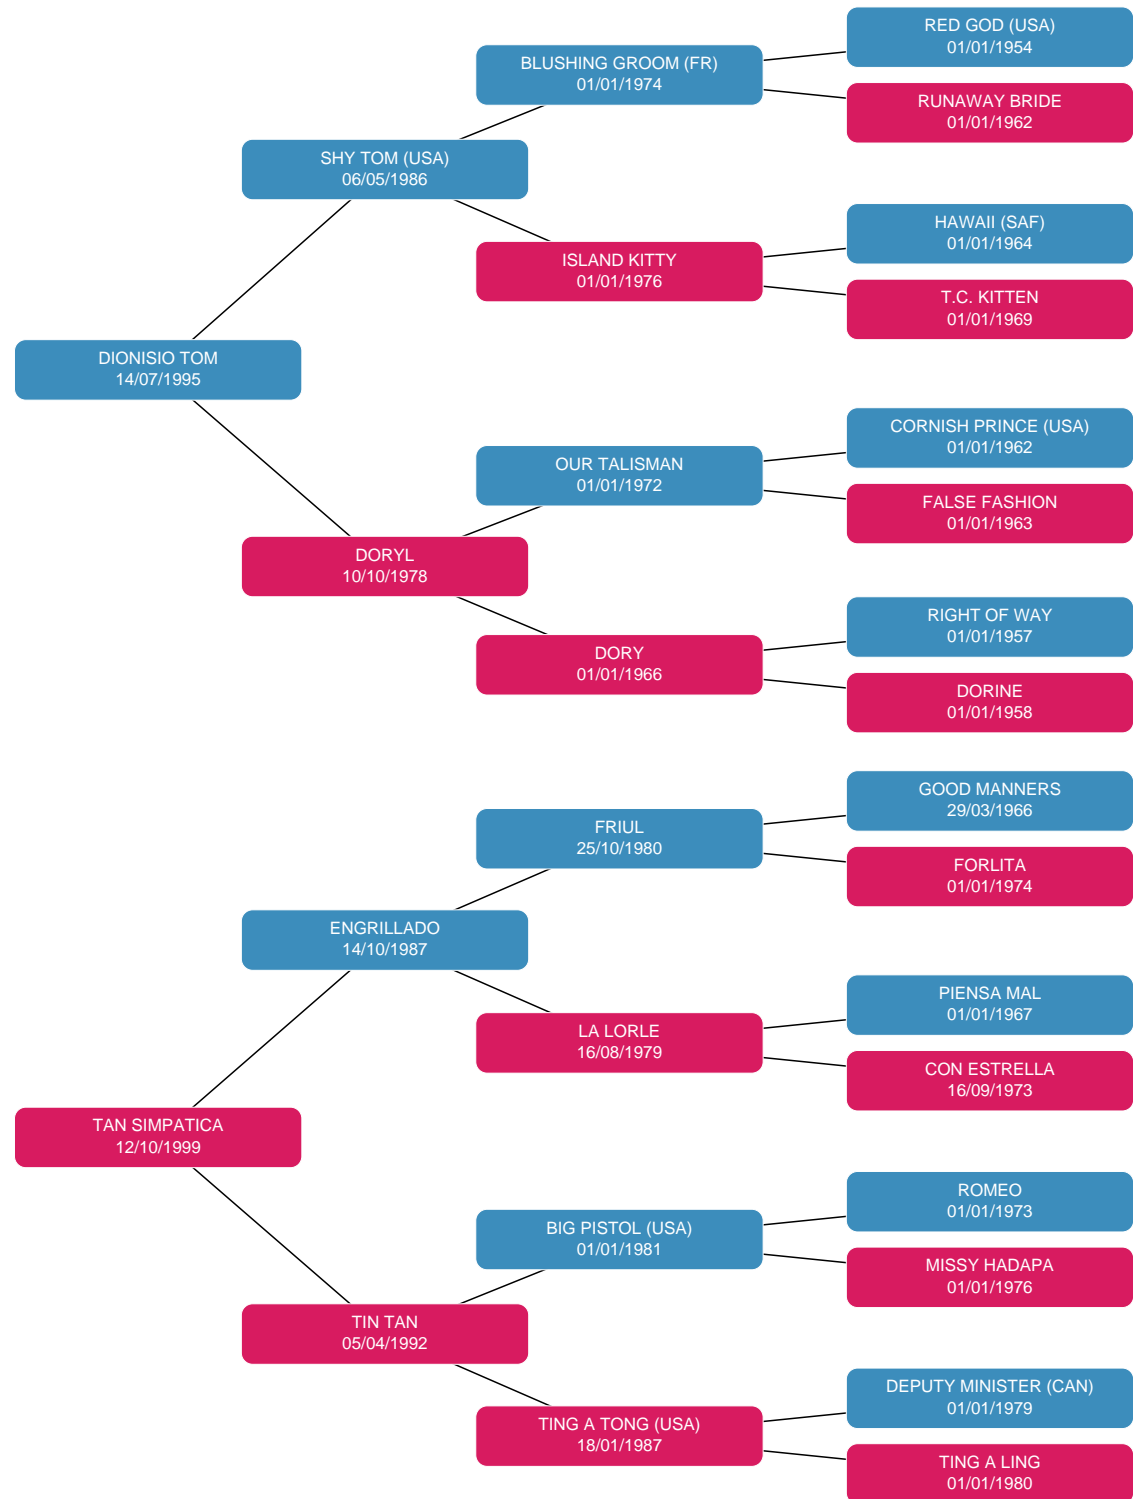 RED GOD (USA)
01/01/1954
BLUSHING GROOM (FR)
01/01/1974
RUNAWAY BRIDE
01/01/1962
SHY TOM (USA)
06/05/1986
HAWAII (SAF)
01/01/1964
ISLAND KITTY
01/01/1976
T.C. KITTEN
01/01/1969
DIONISIO TOM
14/07/1995
CORNISH PRINCE (USA)
01/01/1962
OUR TALISMAN
01/01/1972
FALSE FASHION
01/01/1963
DORYL
10/10/1978
RIGHT OF WAY
01/01/1957
DORY
01/01/1966
DORINE
01/01/1958
GOOD MANNERS
29/03/1966
FRIUL
25/10/1980
FORLITA
01/01/1974
ENGRILLADO
14/10/1987
PIENSA MAL
01/01/1967
LA LORLE
16/08/1979
CON ESTRELLA
16/09/1973
TAN SIMPATICA
12/10/1999
ROMEO
01/01/1973
BIG PISTOL (USA)
01/01/1981
MISSY HADAPA
01/01/1976
TIN TAN
05/04/1992
DEPUTY MINISTER (CAN)
01/01/1979
TING A TONG (USA)
18/01/1987
TING A LING
01/01/1980